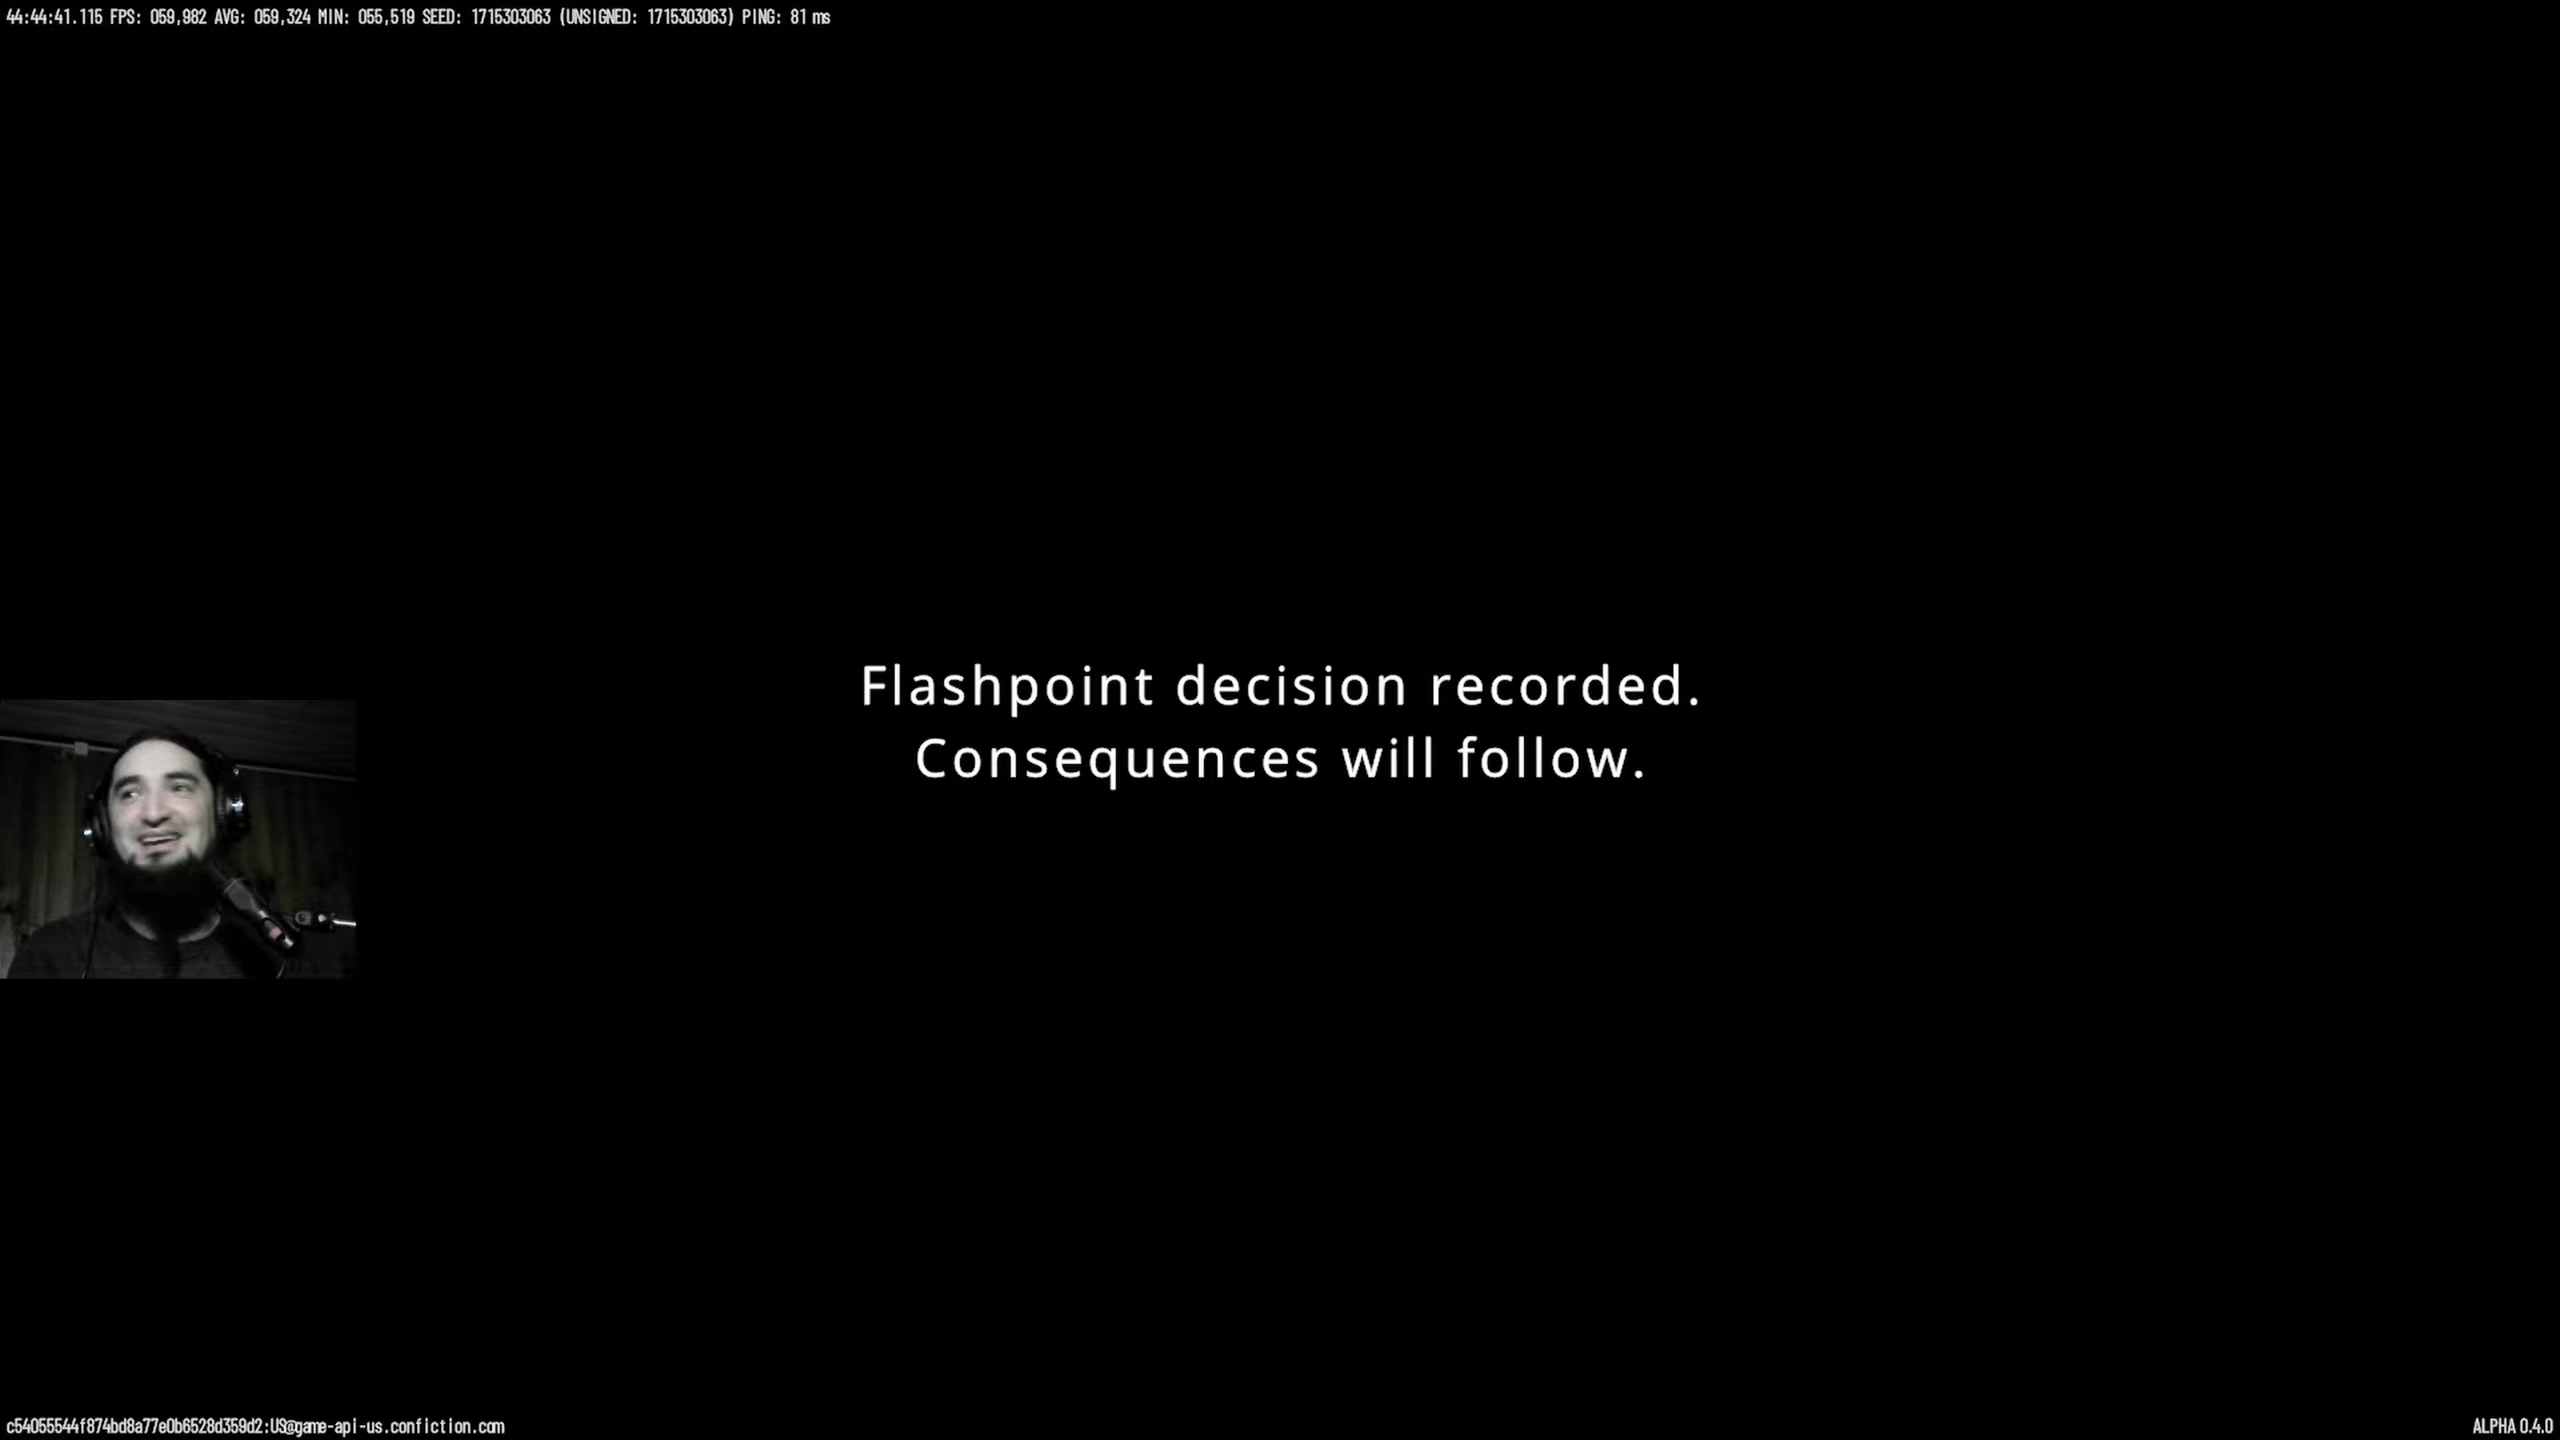 44:44:41.115 FPS: 059,982 AVG: 059,324 MIN: 055,519 SEED: 1715303063 (UNSIGNED: 1715303063) PING: 81 ms
Flashpoint decision recorded.
Consequences will follow.
c54055544f874bd8a77e0b6528d359d2:US@game-api-us.confiction.com
ALPHA 0.4.0